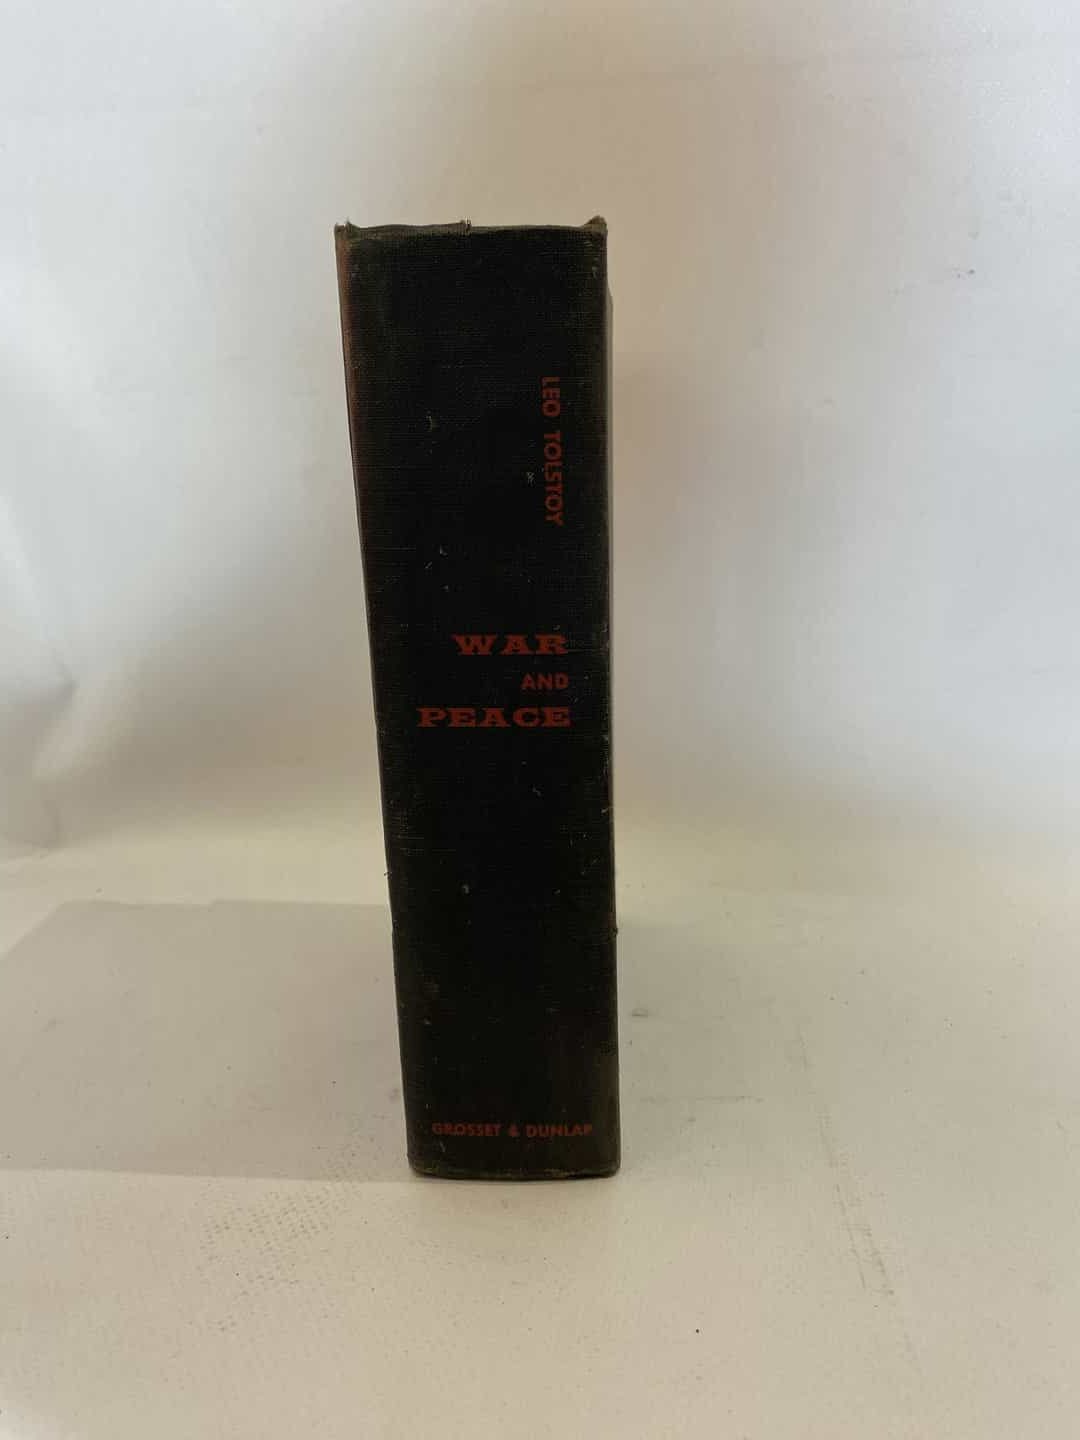 LEO TOLSTOY
WAR
AND
PEACE
GROSSET & DUNLAP